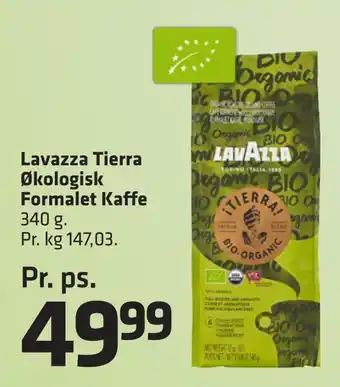 Lavazza Tierra
Økologisk
Formalet Kaffe
340 g.
Pr. kg 147,03.
Pr. ps.
49 99
BIO
Organic
LAVAZZA
TORINO, ITALIA, 1895
¡TIERRA!
BIO-ORGANIC